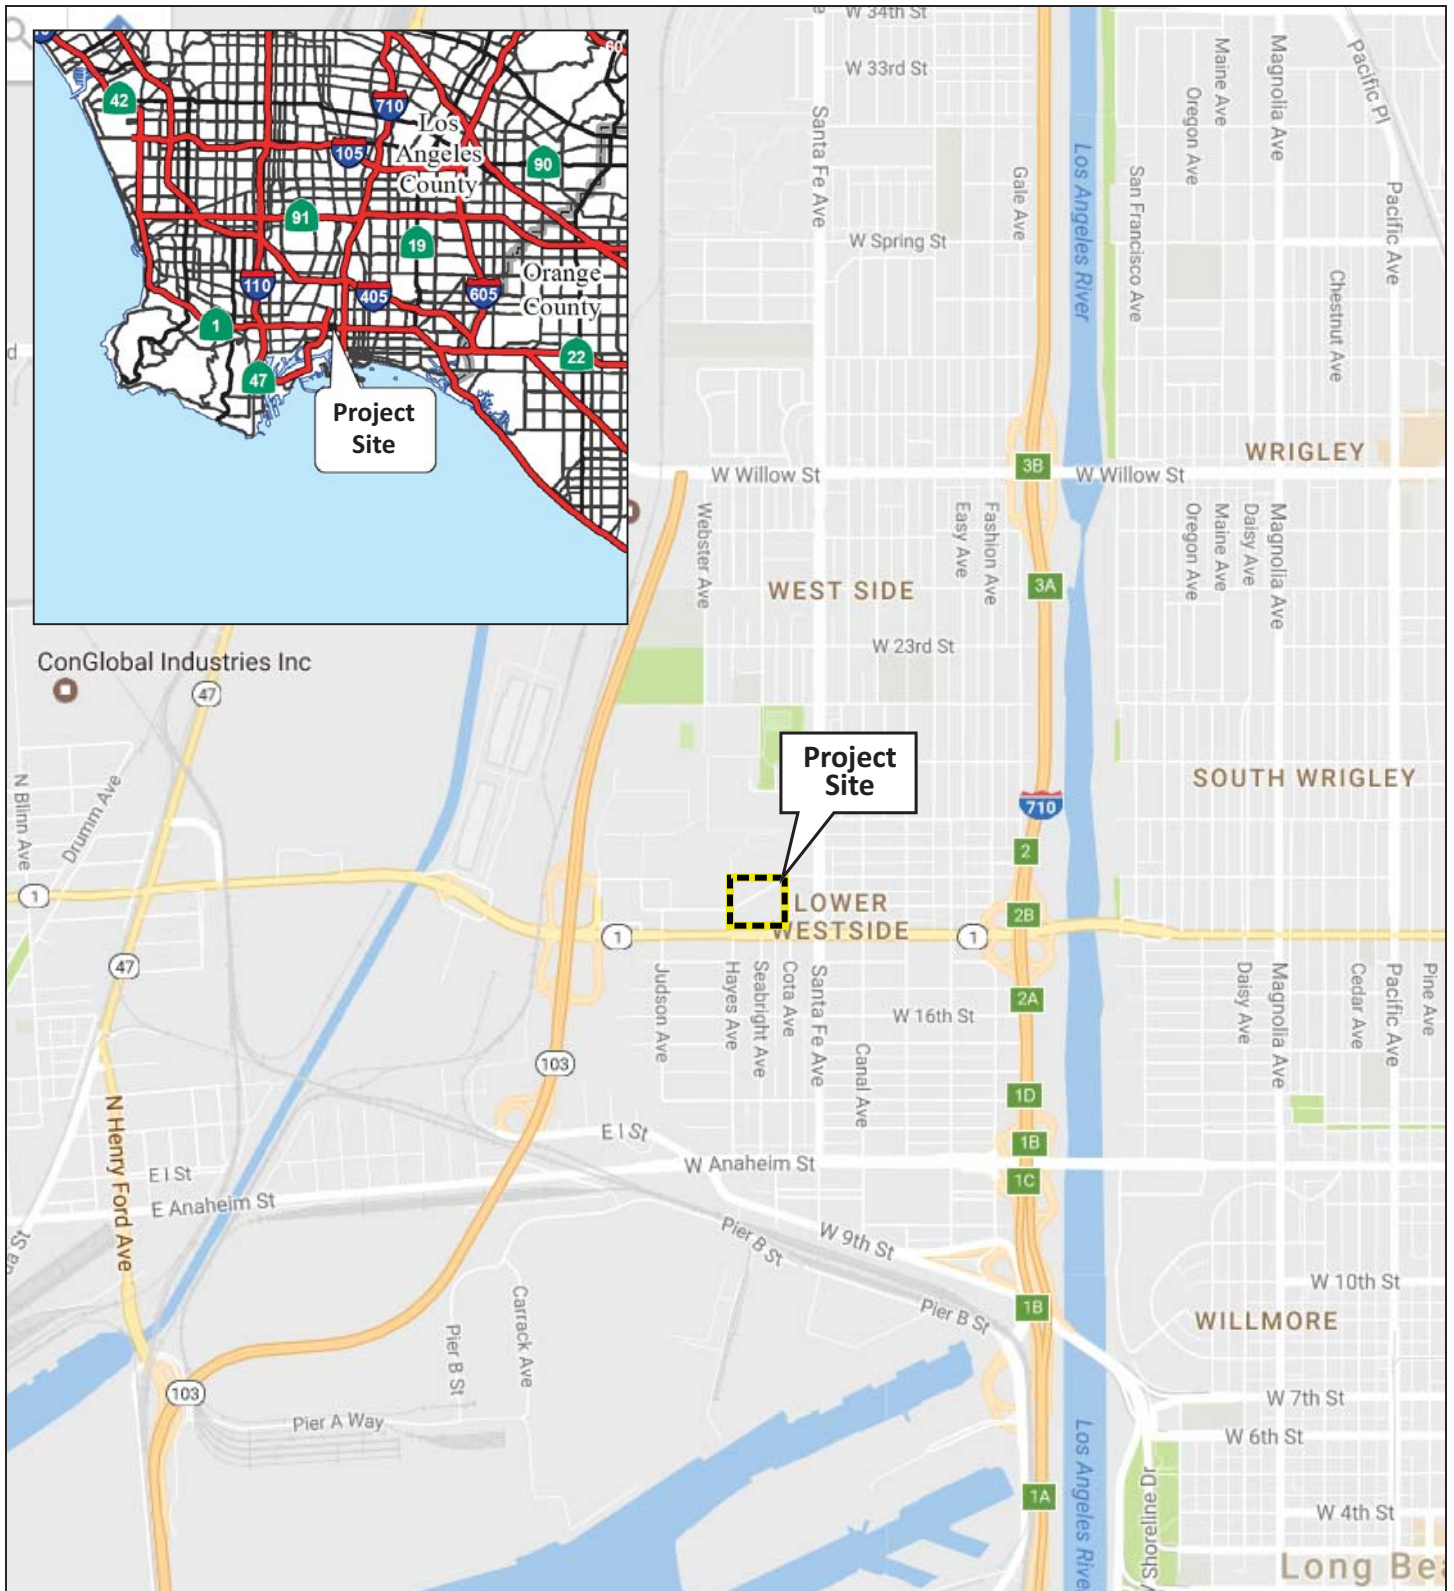 W 34th St
W 33rd St
Santa Fe Ave
Gale Ave
Los Angeles River
San Francisco Ave
Oregon Ave
Maine Ave
Magnolia Ave
Pacific Pl
Pacific Ave
Chestnut Ave
W Spring St
60
42
710
Los
Angeles
County
105
90
91
19
Orange
County
110
405
605
1
22
47
Project
Site
WRIGLEY
3B
W Willow St
W Willow St
Webster Ave
Easy Ave
Fashion Ave
Oregon Ave
Maine Ave
Daisy Ave
Magnolia Ave
3A
WEST SIDE
W 23rd St
ConGlobal Industries Inc
47
Project
Site
SOUTH WRIGLEY
N Blinn Ave
Drumm Ave
710
2
1
LOWER
WESTSIDE
2B
1
1
47
Judson Ave
Hayes Ave
Seabright Ave
Cota Ave
Santa Fe Ave
W 16th St
Canal Ave
2A
Daisy Ave
Magnolia Ave
Cedar Ave
Pacific Ave
Pine Ave
103
1D
N Henry Ford Ave
E I St
1B
W Anaheim St
E I St
1C
E Anaheim St
Pier B St
W 9th St
W 10th St
Carrack Ave
Pier B St
Pier B St
1B
WILLMORE
103
W 7th St
Pier A Way
W 6th St
Los Angeles Rive
1A
Shoreline Dr
W 4th St
Long Bea